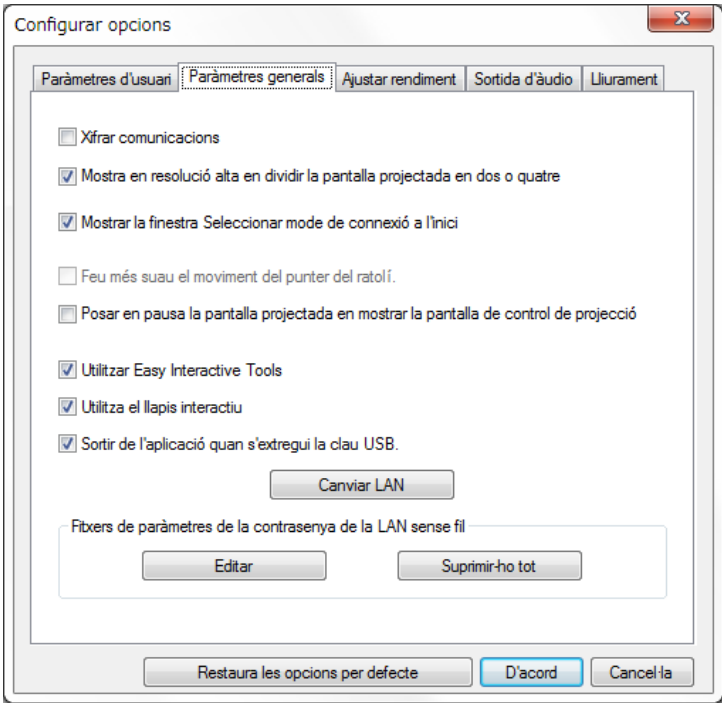 Configurar opcions
Paràmetres d'usuari Paràmetres generals Ajustar rendiment Sortida d'àudio Lliurament
Xifrar comunicacions
Mostra en resolució alta en dividir la pantalla projectada en dos o quatre
Mostrar la finestra Seleccionar mode de connexió a l'inici
Feu més suau el moviment del punter del ratolí.
Posar en pausa la pantalla projectada en mostrar la pantalla de control de projecció
Utilitzar Easy Interactive Tools
Utilitza el llapis interactiu
Sortir de l'aplicació quan s'extregui la clau USB.
Canviar LAN
Fitxers de paràmetres de la contrasenya de la LAN sense fil
Editar Suprimir-ho tot
Restaura les opcions per defecte D'acord Cancel·la